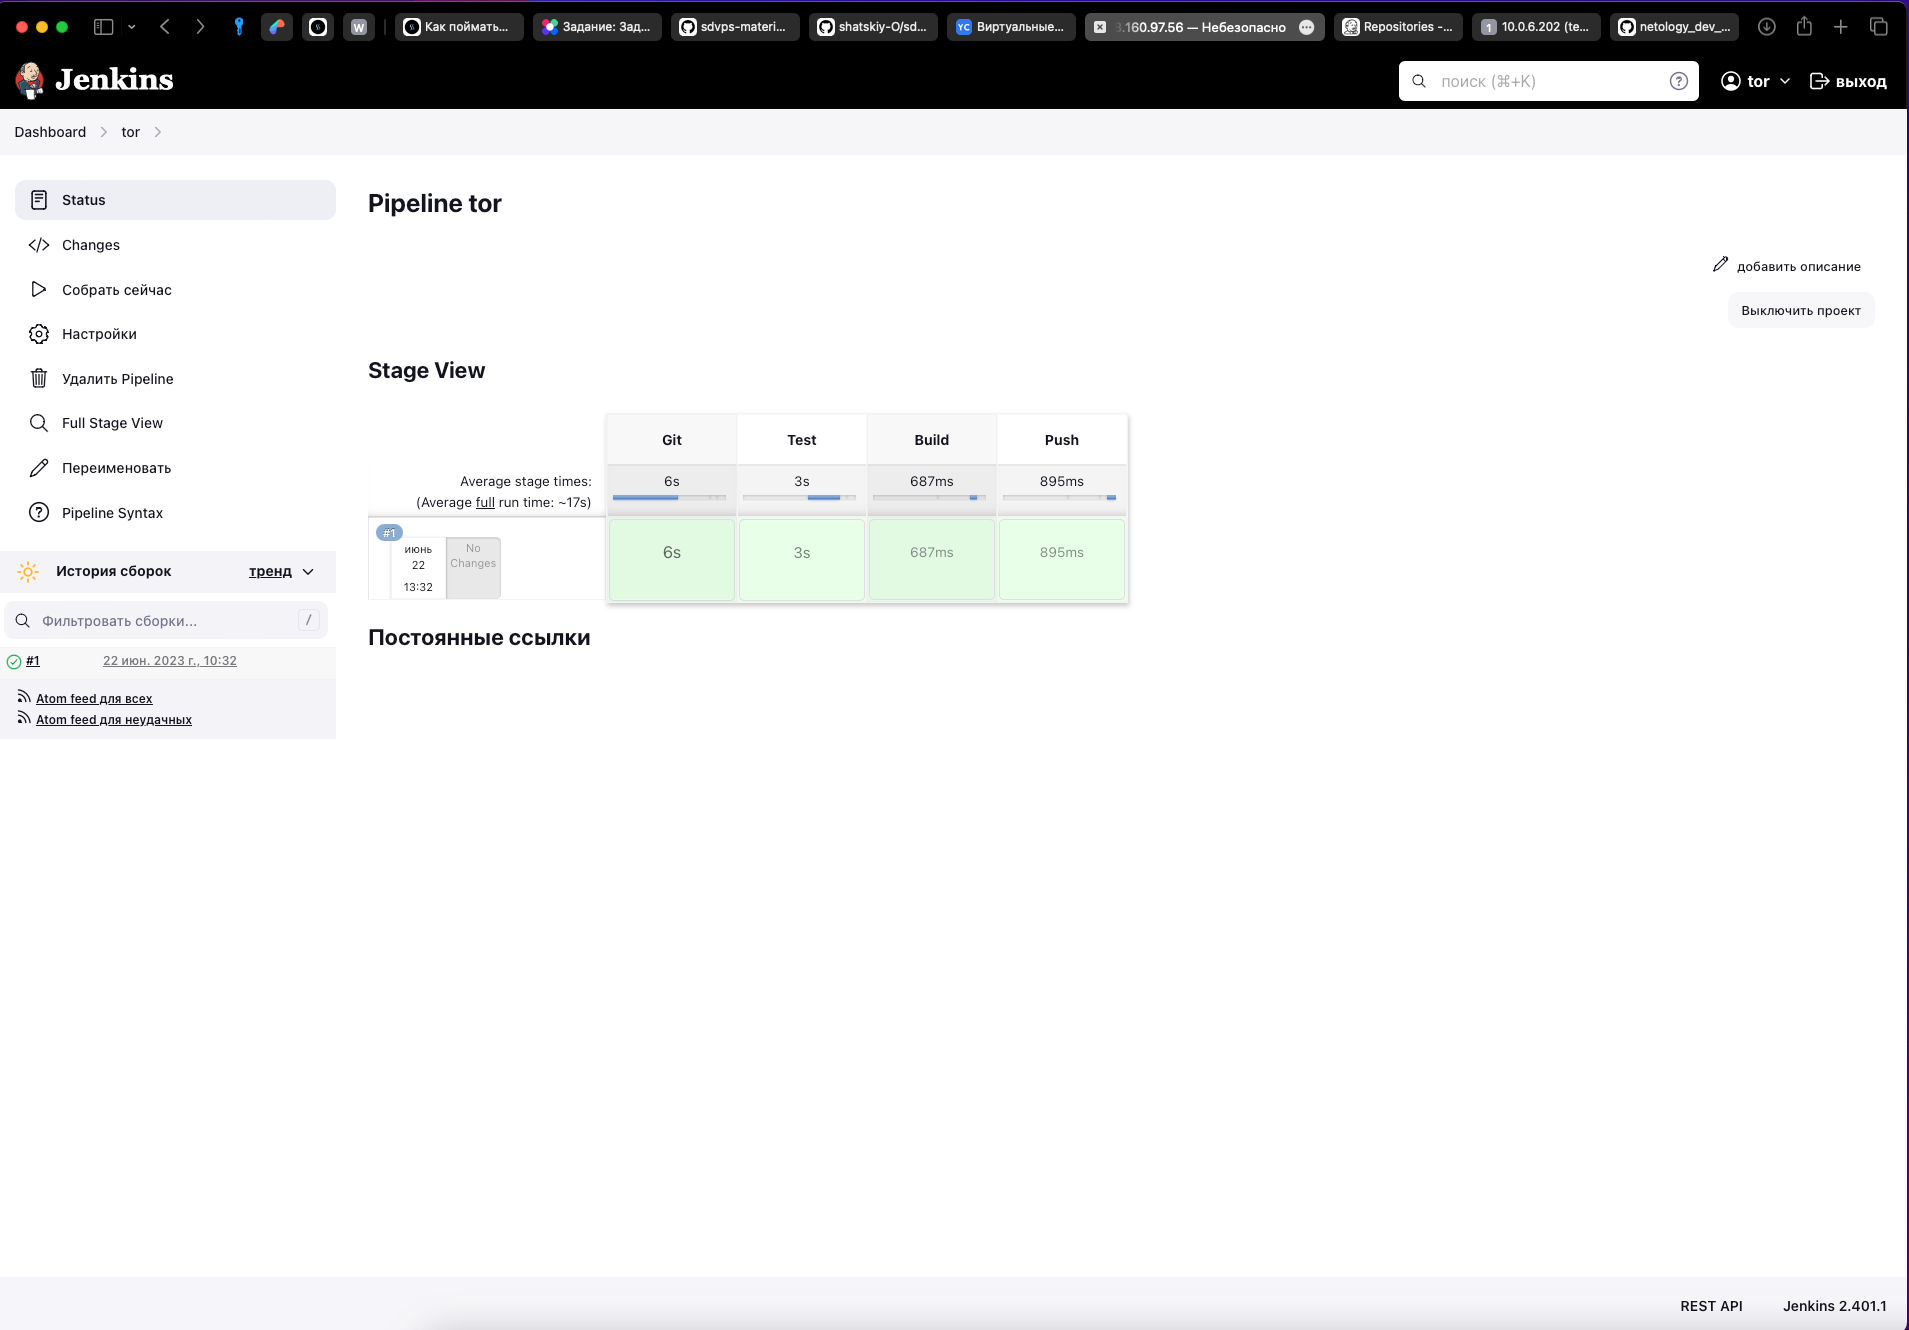 W
Как поймать...
Задание: Зад...
sdvps-materi...
shatskiy-O/sd...
YC Виртуальные...
.160.97.56 — Небезопасно
Repositories -...
1 10.0.6.202 (te...
netology_dev_...
Jenkins
поиск (⌘+K)
?
tor
выход
Dashboard
tor
Status
Changes
Собрать сейчас
Настройки
Удалить Pipeline
Full Stage View
Переименовать
Pipeline Syntax
История сборок
тренд
Фильтровать сборки...
/
#1
22 июн. 2023 г., 10:32
Atom feed для всех
Atom feed для неудачных
Pipeline tor
добавить описание
Выключить проект
Stage View
Git
Test
Build
Push
Average stage times:
(Average full run time: ~17s)
6s
3s
687ms
895ms
#1
июнь
22
13:32
No
Changes
6s
3s
687ms
895ms
Постоянные ссылки
REST API
Jenkins 2.401.1